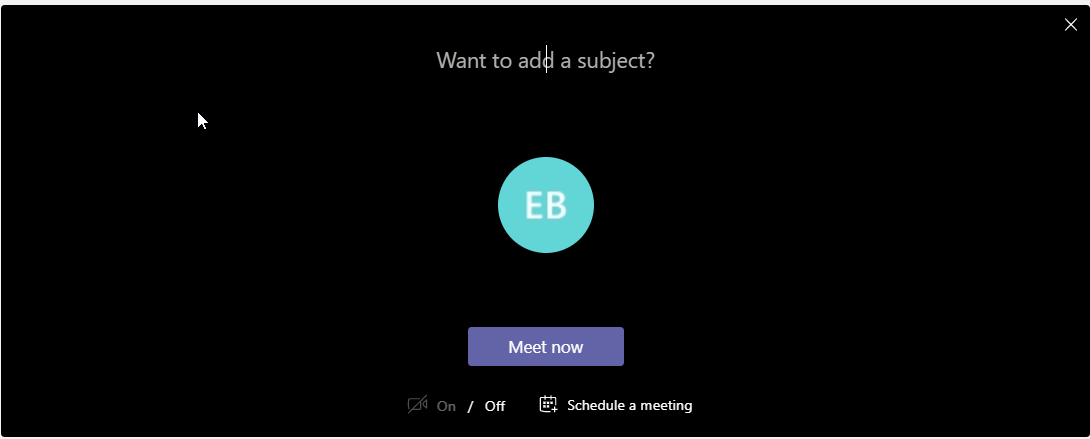 Want to add a subject?
EB
Meet now
On / Off Schedule a meeting